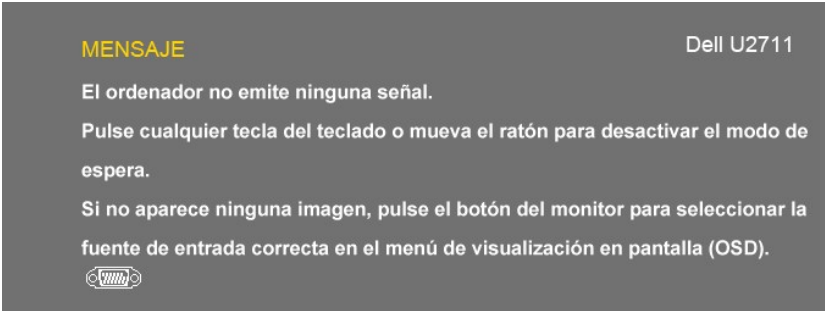 MENSAJE
Dell U2711
El ordenador no emite ninguna señal.
Pulse cualquier tecla del teclado o mueva el ratón para desactivar el modo de
espera.
Si no aparece ninguna imagen, pulse el botón del monitor para seleccionar la
fuente de entrada correcta en el menú de visualización en pantalla (OSD).